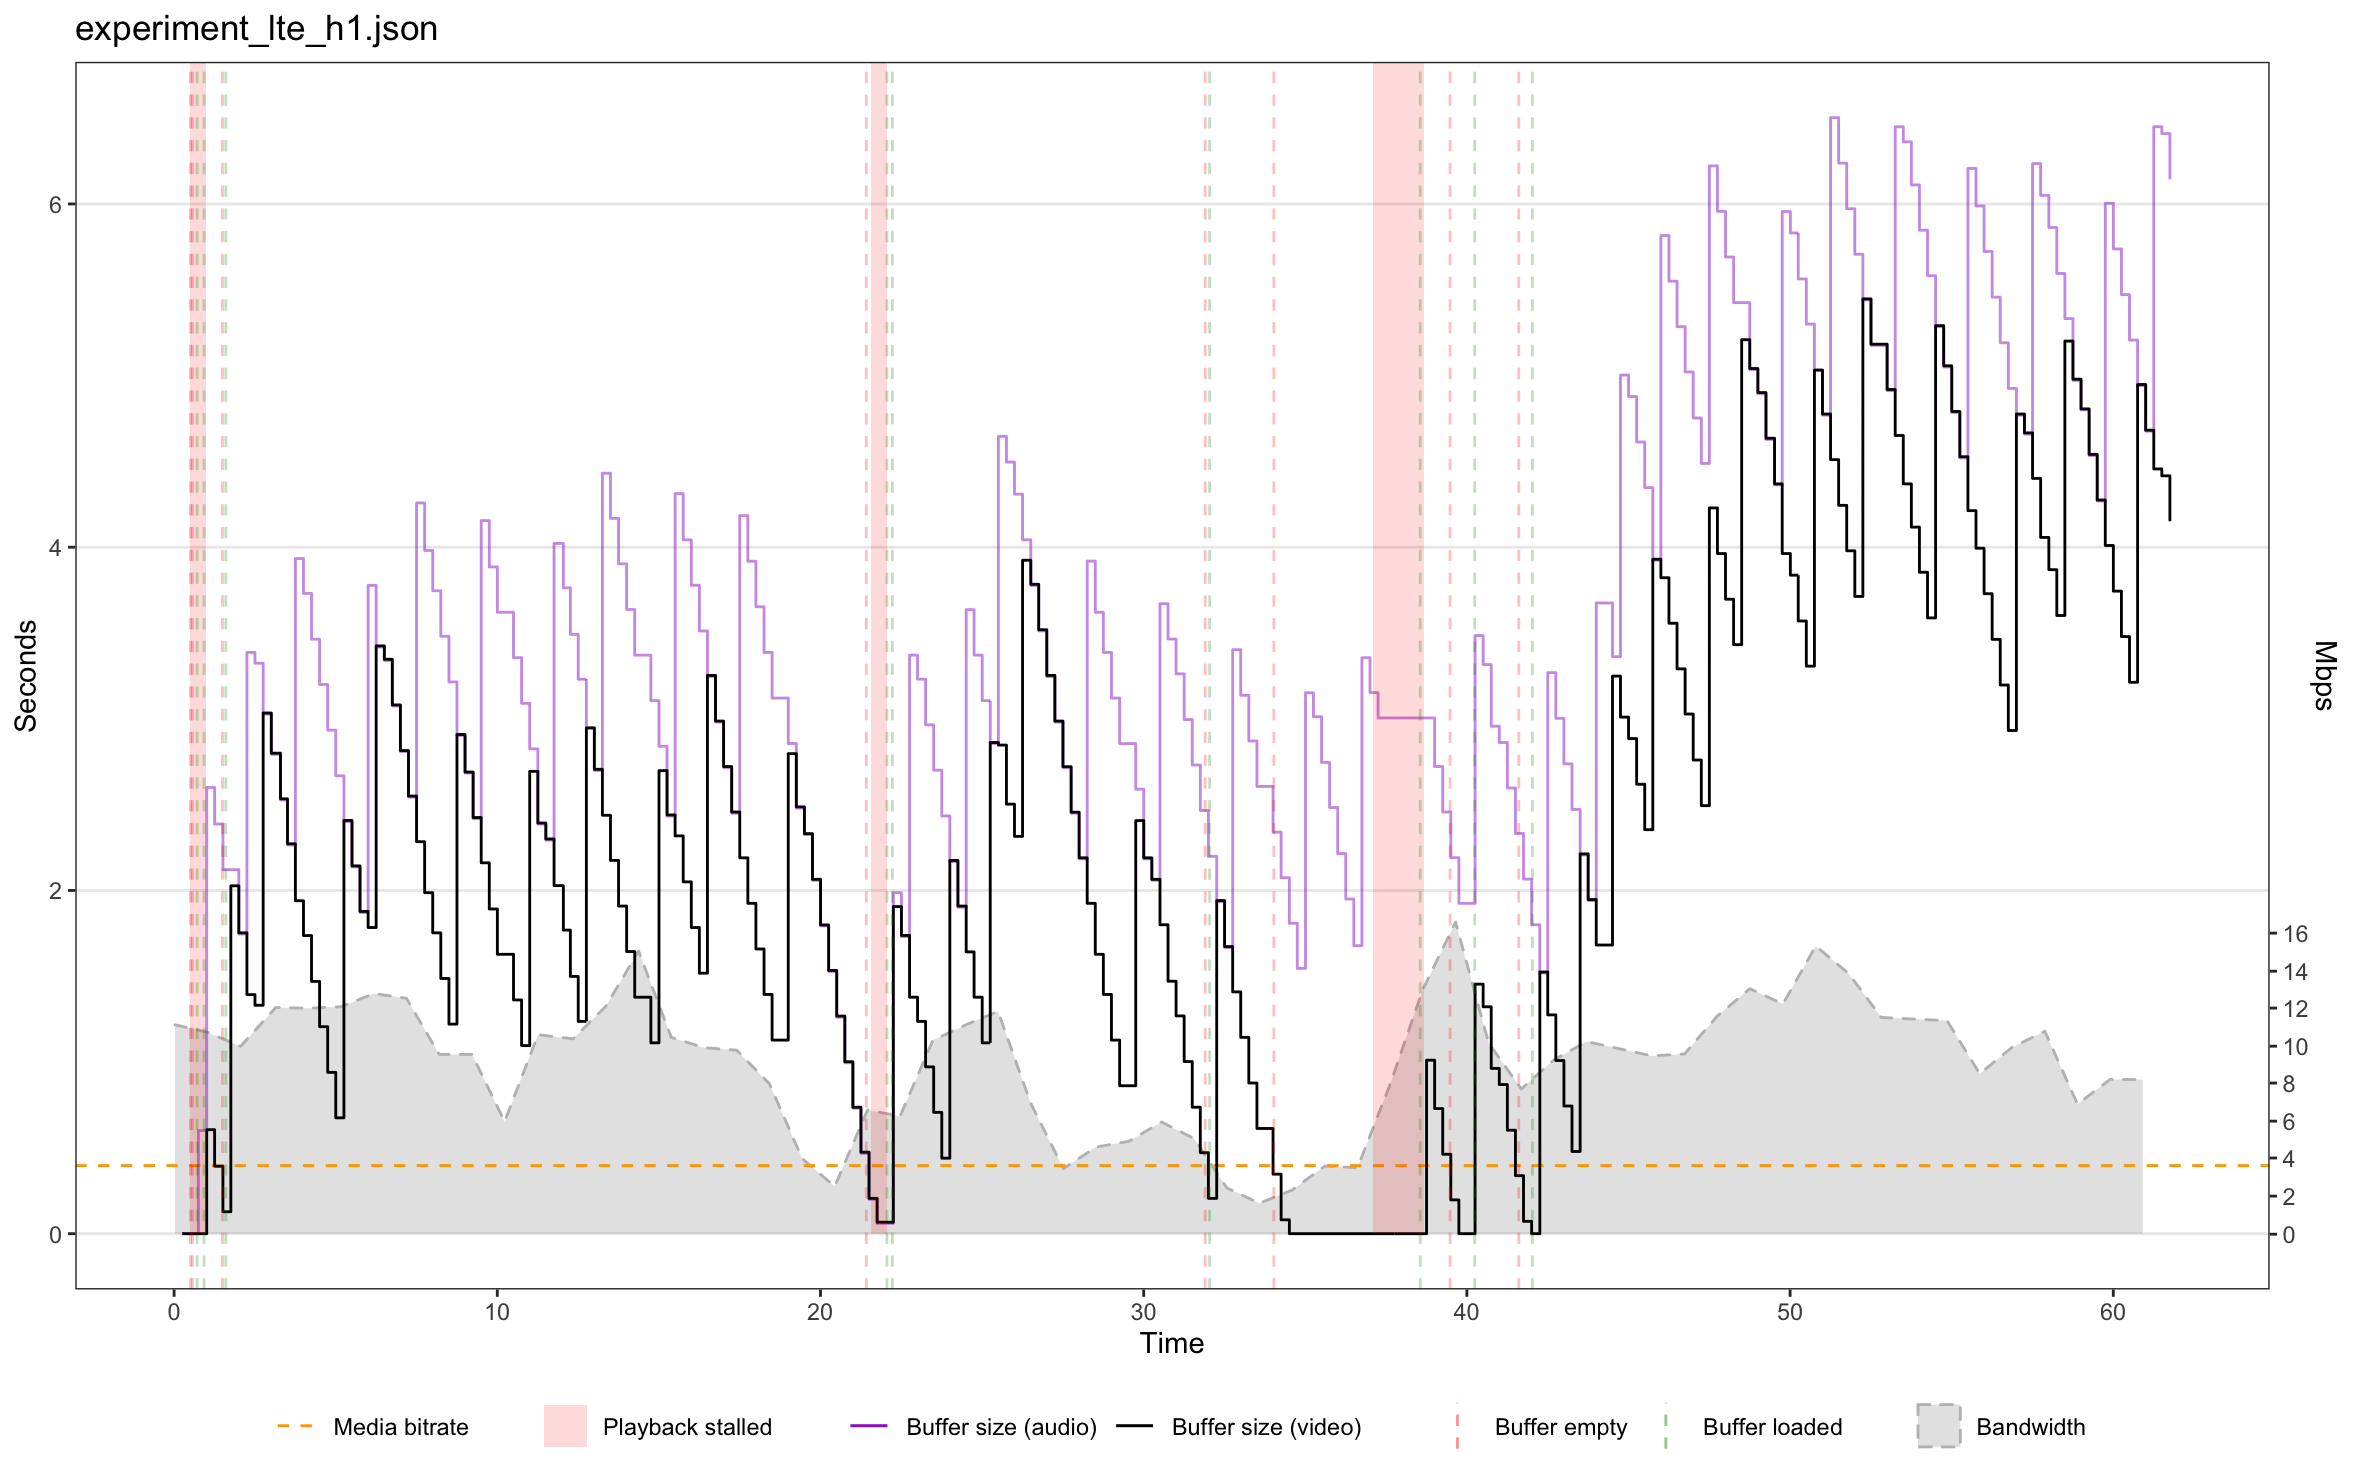 experiment_lte_h1.json
Seconds
6
4
2
0
Mbps
16
14
12
10
8
6
4
2
0
0 10 20 30 40 50 60
Time
Media bitrate Playback stalled Buffer size (audio) Buffer size (video) Buffer empty Buffer loaded Bandwidth